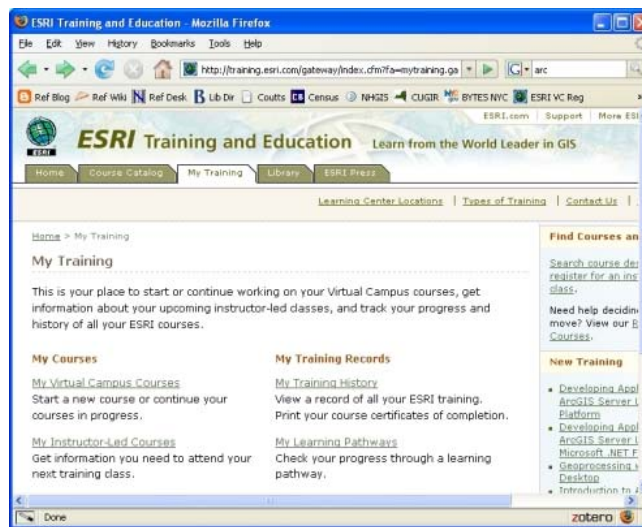 ESRI Training and Education - Mozilla Firefox
File Edit View History Bookmarks Tools Help
http://training.esri.com/gateway/index.cfm?fa=mytraining.ga
G arc
Ref Blog Ref Wiki N Ref Desk B Lib Dir Coutts Census NHGIS CUGIR BYTES NYC ESRI VC Reg
ESRI.com Support More ESR
ESRI
ESRI Training and Education Learn from the World Leader in GIS
Home Course Catalog My Training Library ESRI Press
Learning Center Locations | Types of Training | Contact Us |
Home > My Training
My Training
This is your place to start or continue working on your Virtual Campus courses, get
information about your upcoming instructor-led classes, and track your progress and
history of all your ESRI courses.
My Courses
My Virtual Campus Courses
Start a new course or continue your
courses in progress.
My Instructor-Led Courses
Get information you need to attend your
next training class.
My Training Records
My Training History
View a record of all your ESRI training.
Print your course certificates of completion.
My Learning Pathways
Check your progress through a learning
pathway.
Find Courses an
Search course des
register for an ins
class.
Need help decidin
move? View our
Courses.
New Training
Developing Appl
ArcGIS Server
Platform
Developing Appl
ArcGIS Server
Microsoft .NET F
Geoprocessing
Desktop
Introduction to
Done
zotero